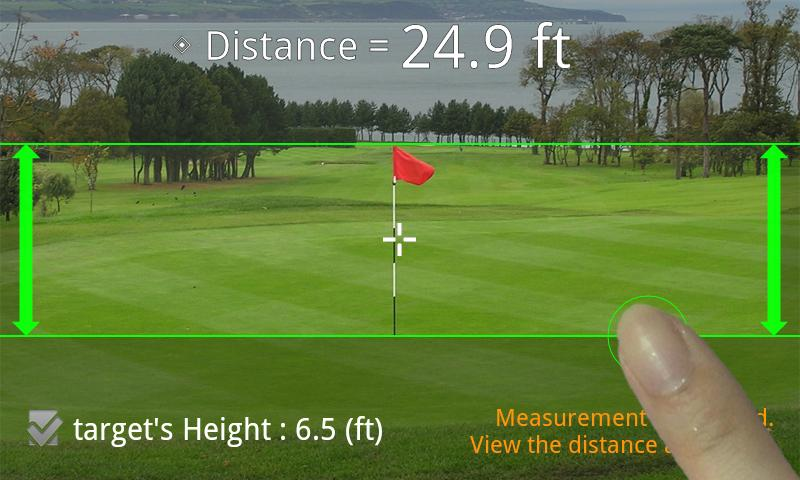 Distance = 24.9 ft
target's Height : 6.5 (ft)
Measurement
View the distance